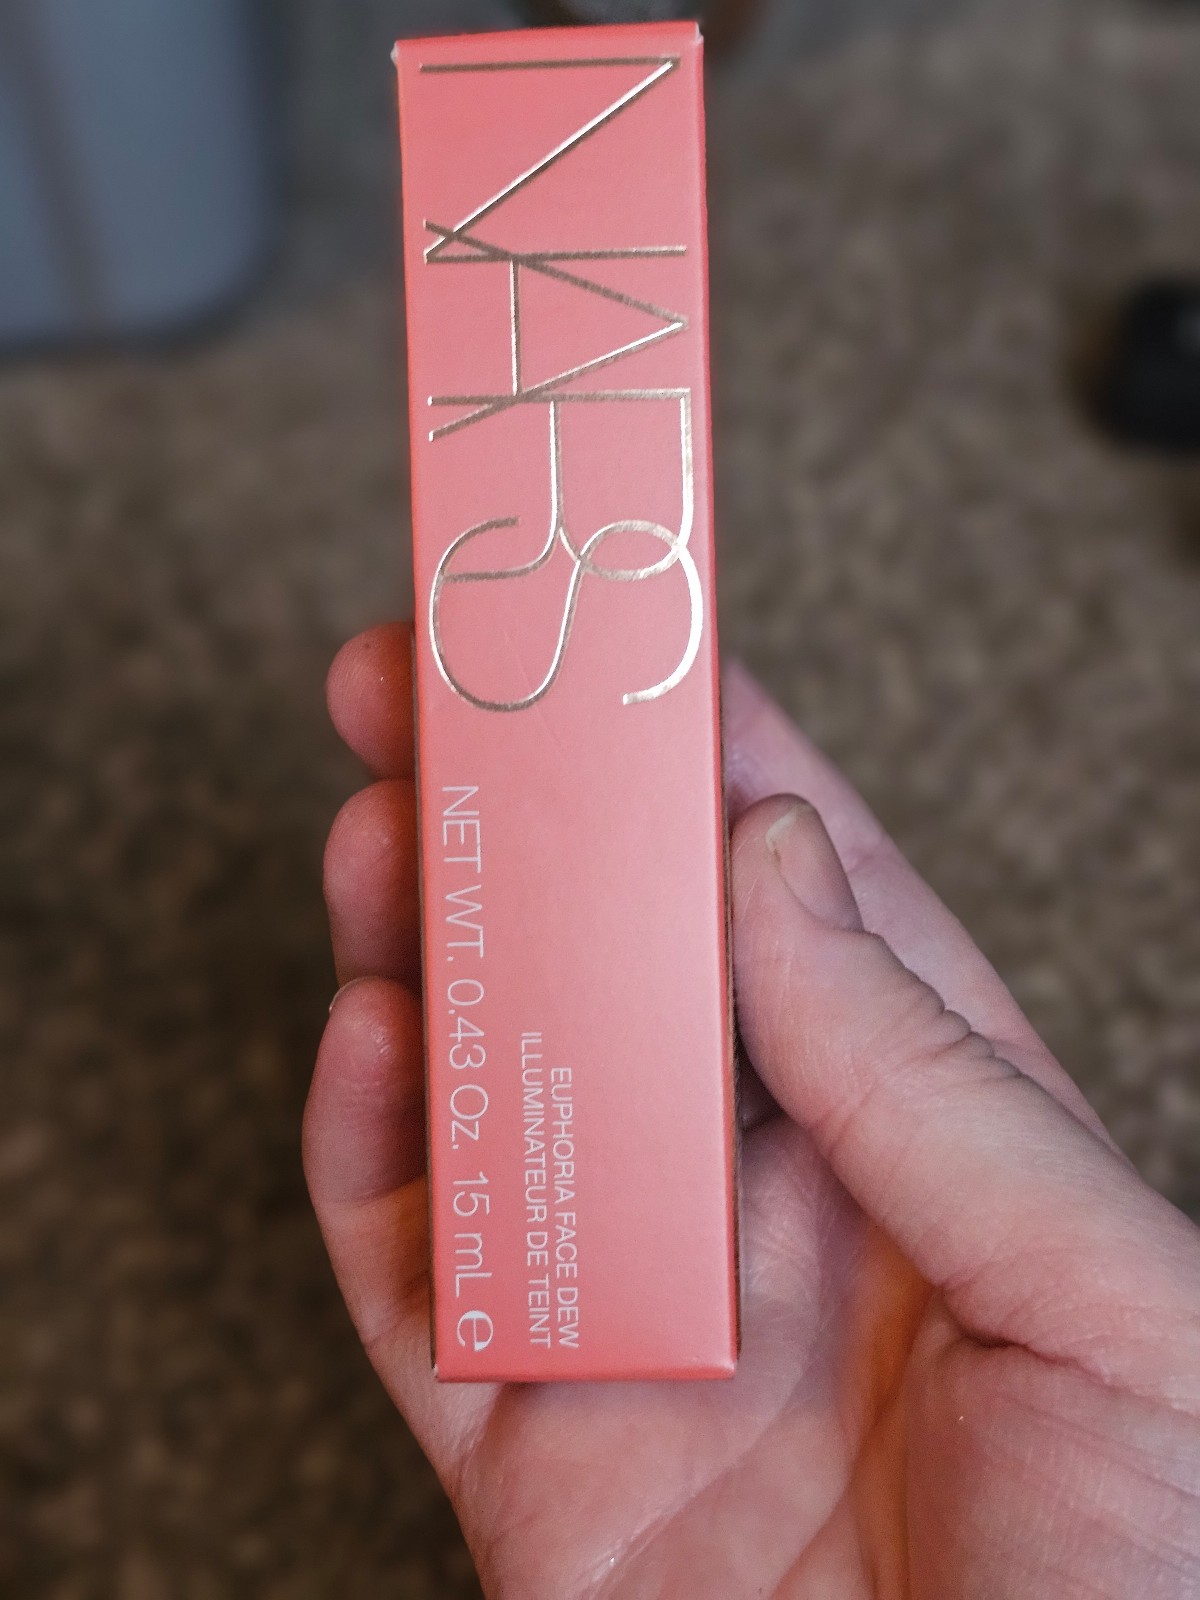 NARS
EUPHORIA FACE DEW
ILLUMINATEUR DE TEINT
NET WT. 0.43 Oz. 15 mL e